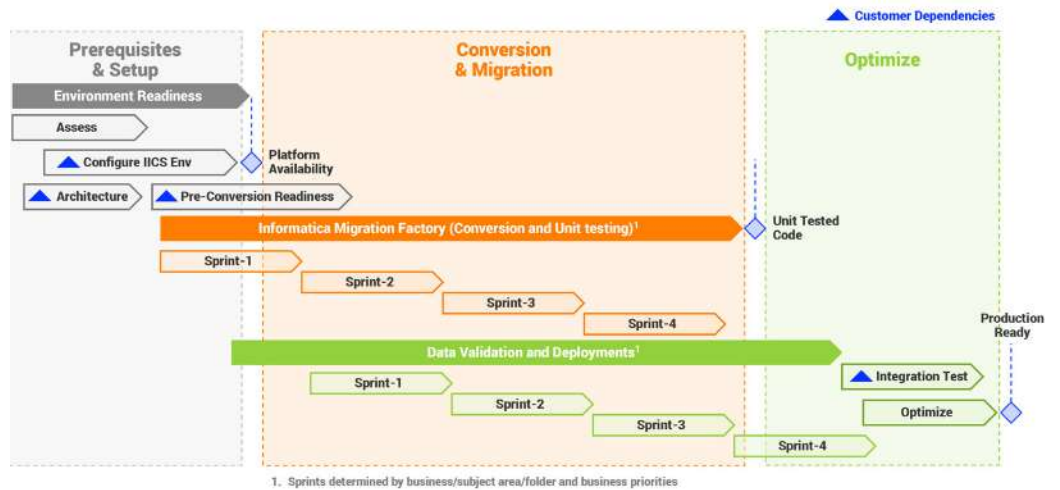 Customer Dependencies
Prerequisites
& Setup
Conversion
& Migration
Optimize
Environment Readiness
Assess
Configure IICS Env
Platform
Availability
Architecture
Pre-Conversion Readiness
Informatica Migration Factory (Conversion and Unit testing)¹
Unit Tested
Code
Sprint-1
Sprint-2
Sprint-3
Sprint-4
Data Validation and Deployments¹
Production
Ready
Sprint-1
Integration Test
Sprint-2
Optimize
Sprint-3
Sprint-4
1. Sprints determined by business/subject area/folder and business priorities